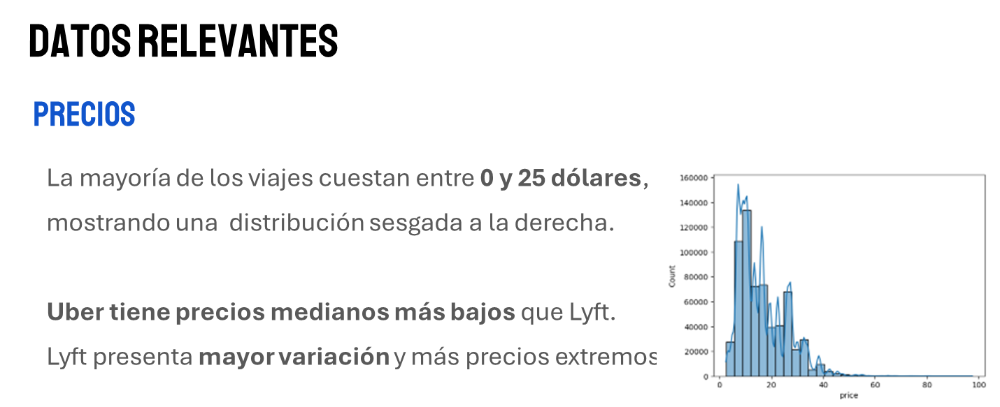 DATOS RELEVANTES
PRECIOS
La mayoría de los viajes cuestan entre 0 y 25 dólares,
mostrando una  distribución sesgada a la derecha.
Uber tiene precios medianos más bajos que Lyft.
Lyft presenta mayor variación y más precios extremos
160000
140000
120000
100000
80000
60000
40000
20000
0
Count
0 20 40 60 80 100
price